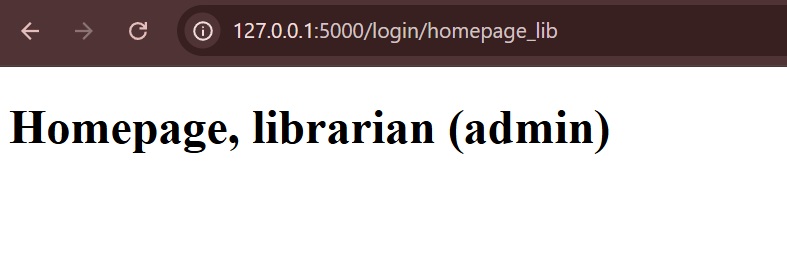 127.0.0.1:5000/login/homepage_lib
Homepage, librarian (admin)